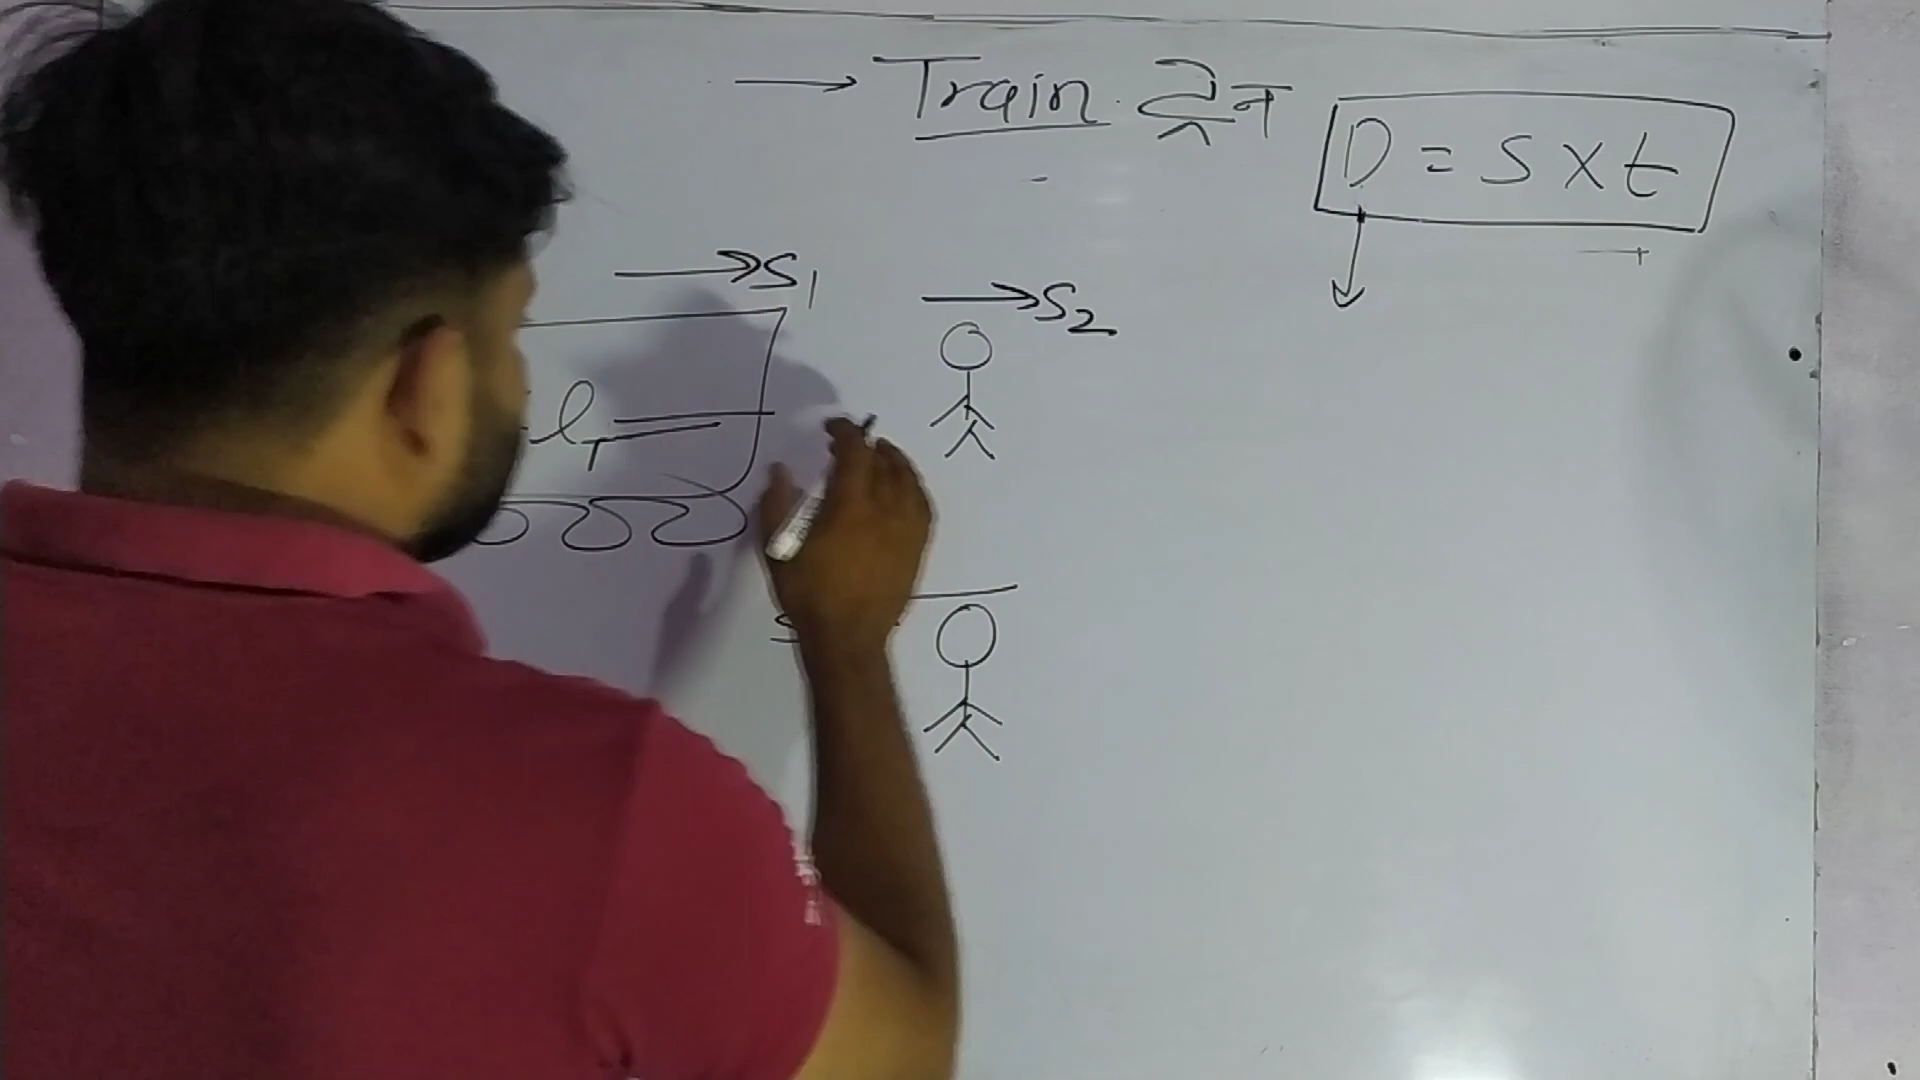 → Train ट्रेन
D = S x t
→ S1
→ S2
lT